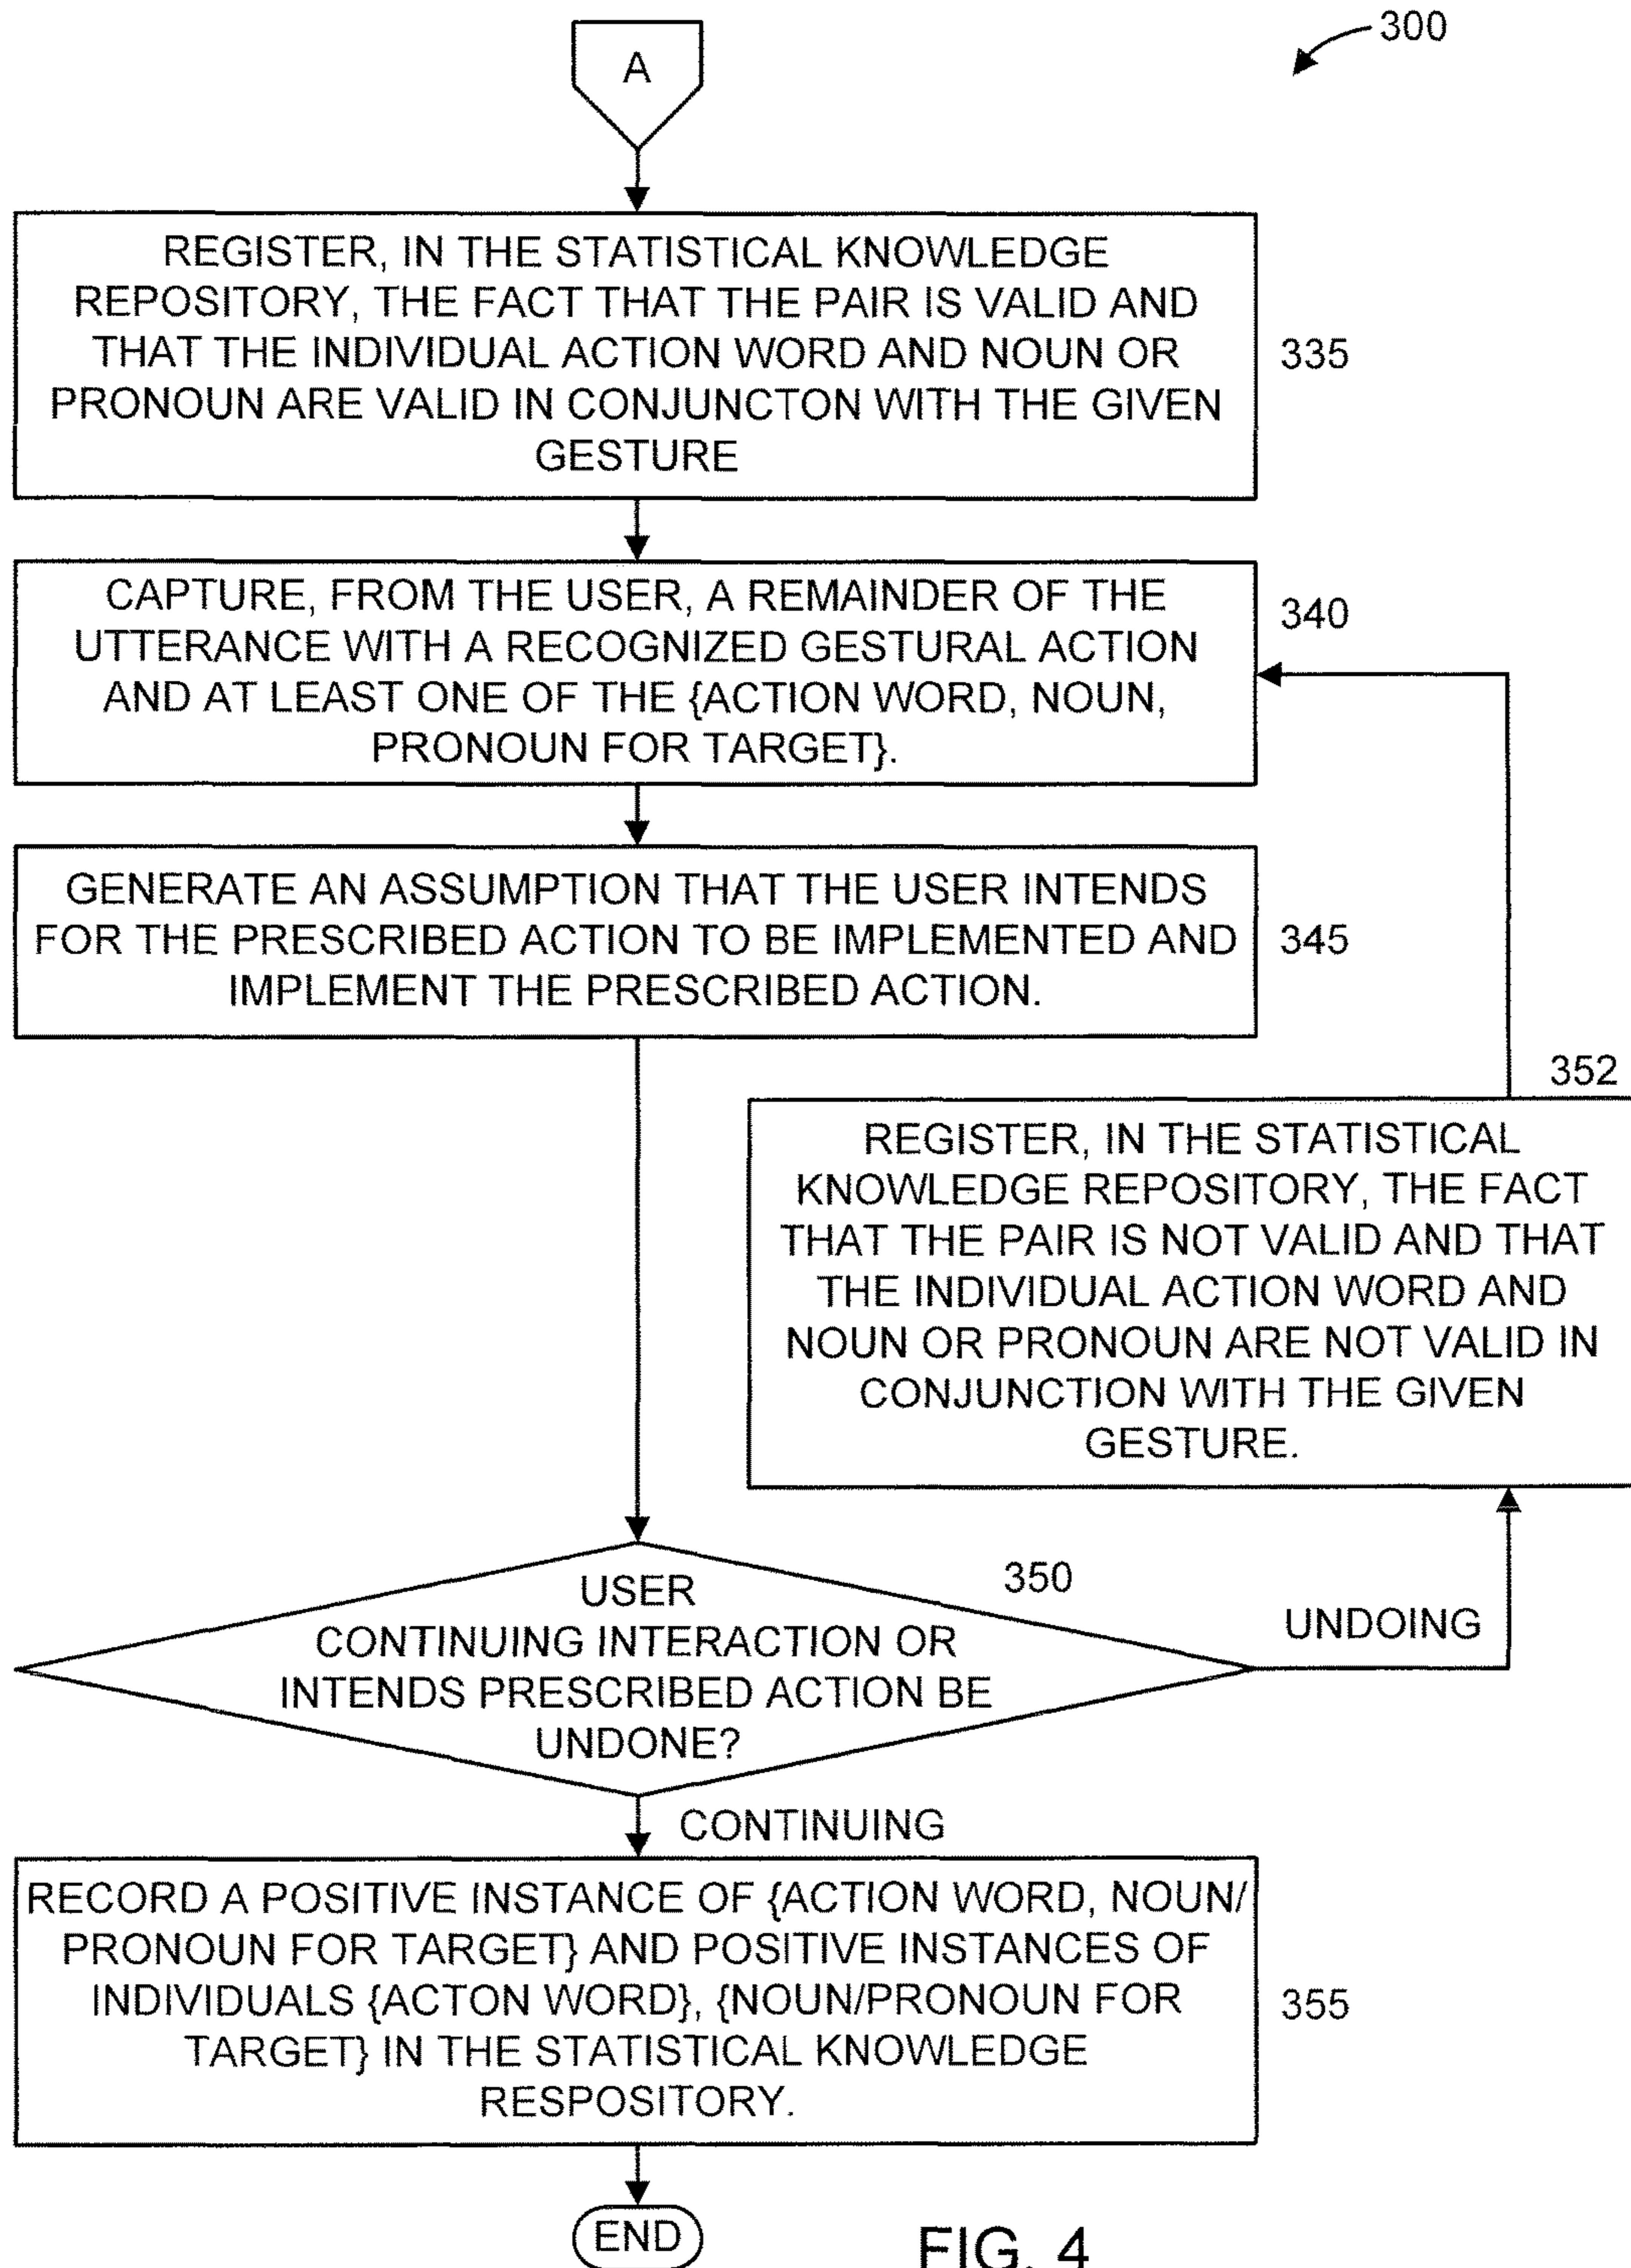 300
A
REGISTER, IN THE STATISTICAL KNOWLEDGE
REPOSITORY, THE FACT THAT THE PAIR IS VALID AND
THAT THE INDIVIDUAL ACTION WORD AND NOUN OR
PRONOUN ARE VALID IN CONJUNCTON WITH THE GIVEN
GESTURE
335
CAPTURE, FROM THE USER, A REMAINDER OF THE
UTTERANCE WITH A RECOGNIZED GESTURAL ACTION
AND AT LEAST ONE OF THE {ACTION WORD, NOUN,
PRONOUN FOR TARGET}.
340
GENERATE AN ASSUMPTION THAT THE USER INTENDS
FOR THE PRESCRIBED ACTION TO BE IMPLEMENTED AND
IMPLEMENT THE PRESCRIBED ACTION.
345
352
REGISTER, IN THE STATISTICAL
KNOWLEDGE REPOSITORY, THE FACT
THAT THE PAIR IS NOT VALID AND THAT
THE INDIVIDUAL ACTION WORD AND
NOUN OR PRONOUN ARE NOT VALID IN
CONJUNCTION WITH THE GIVEN
GESTURE.
350
USER
CONTINUING INTERACTION OR
INTENDS PRESCRIBED ACTION BE
UNDONE?
UNDOING
CONTINUING
RECORD A POSITIVE INSTANCE OF {ACTION WORD, NOUN/
PRONOUN FOR TARGET} AND POSITIVE INSTANCES OF
INDIVIDUALS {ACTON WORD}, {NOUN/PRONOUN FOR
TARGET} IN THE STATISTICAL KNOWLEDGE
RESPOSITORY.
355
END
FIG. 4